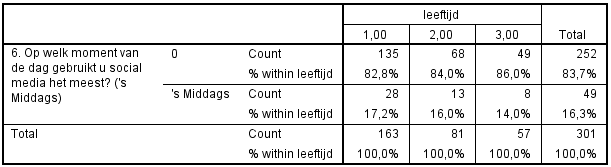 leeftijd
1,00 2,00 3,00 Total
6. Op welk moment van 0 Count 135 68 49 252
de dag gebruikt u social % within leeftijd 82,8% 84,0% 86,0% 83,7%
media het meest? ('s 's Middags Count 28 13 8 49
Middags) % within leeftijd 17,2% 16,0% 14,0% 16,3%
Total Count 163 81 57 301
% within leeftijd 100,0% 100,0% 100,0% 100,0%